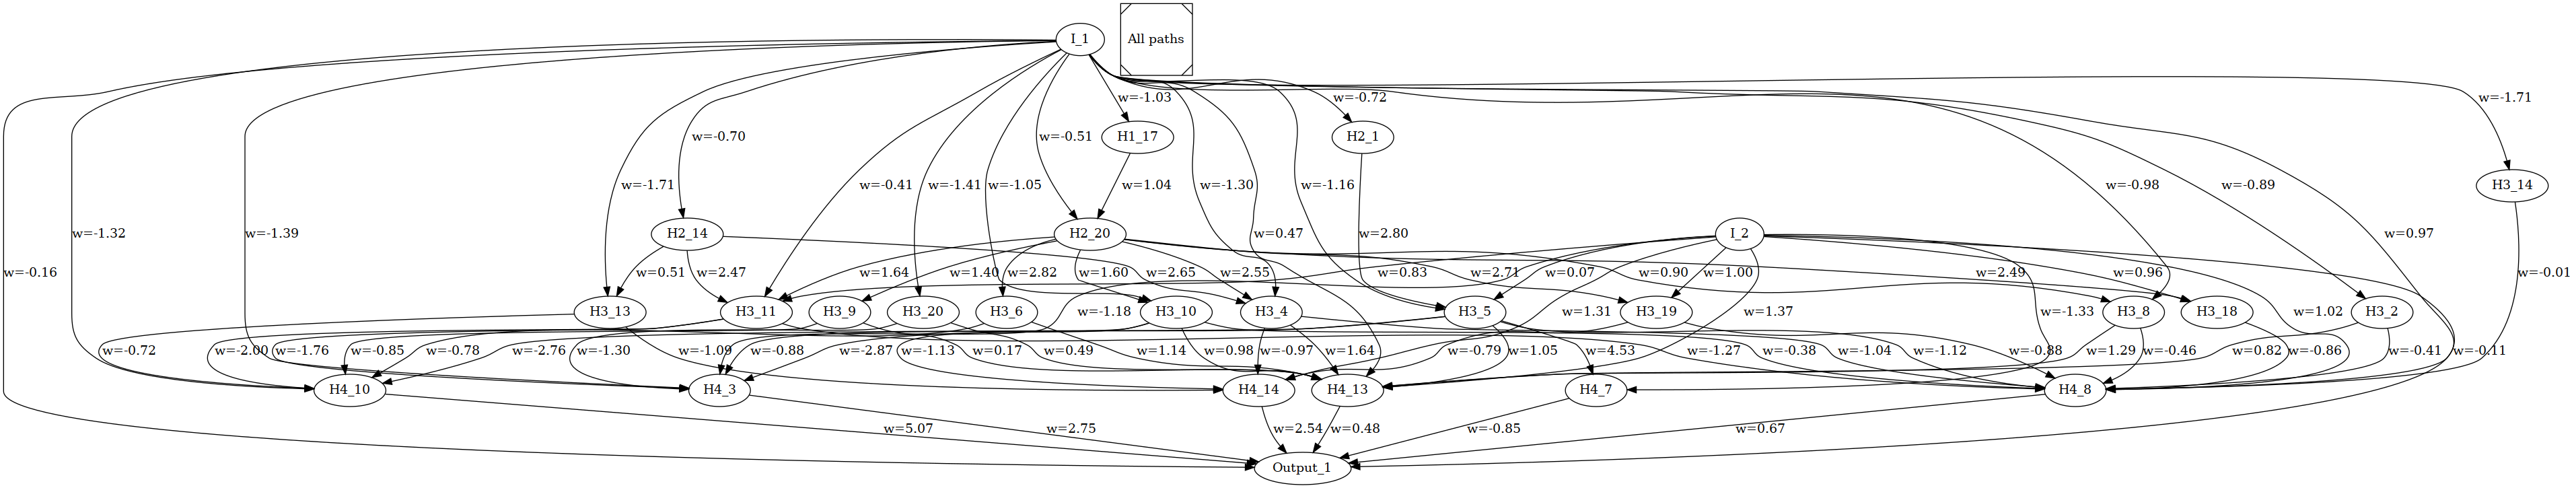 I_1
All paths
w=-1.03
w=-0.72
w=-1.71
w=-0.70
w=-0.51
H1_17
H2_1
w=-1.71
w=-0.41
w=-1.41
w=-1.05
w=1.04
w=-1.30
w=-1.16
w=-0.98
w=-0.89
H3_14
w=-1.32
w=-1.39
H2_14
H2_20
w=0.47
w=2.80
I_2
w=0.97
w=-0.16
w=0.51
w=2.47
w=1.64
w=1.40
w=2.82
w=1.60
w=2.65
w=2.55
w=0.83
w=2.71
w=0.07
w=0.90
w=1.00
w=2.49
w=0.96
w=-0.01
H3_13
H3_11
H3_9
H3_20
H3_6
w=-1.18
H3_10
H3_4
H3_5
w=1.31
H3_19
w=1.37
w=-1.33
H3_8
H3_18
w=1.02
H3_2
w=-0.72
w=-2.00
w=-1.76
w=-0.85
w=-0.78
w=-2.76
w=-1.30
w=-1.09
w=-0.88
w=-2.87
w=-1.13
w=0.17
w=0.49
w=1.14
w=0.98
w=-0.97
w=1.64
w=-0.79
w=1.05
w=4.53
w=-1.27
w=-0.38
w=-1.04
w=-1.12
w=-0.88
w=1.29
w=-0.46
w=0.82
w=-0.86
w=-0.41
w=-0.11
H4_10
H4_3
H4_14
H4_13
H4_7
H4_8
w=5.07
w=2.75
w=2.54
w=0.48
w=-0.85
w=0.67
Output_1